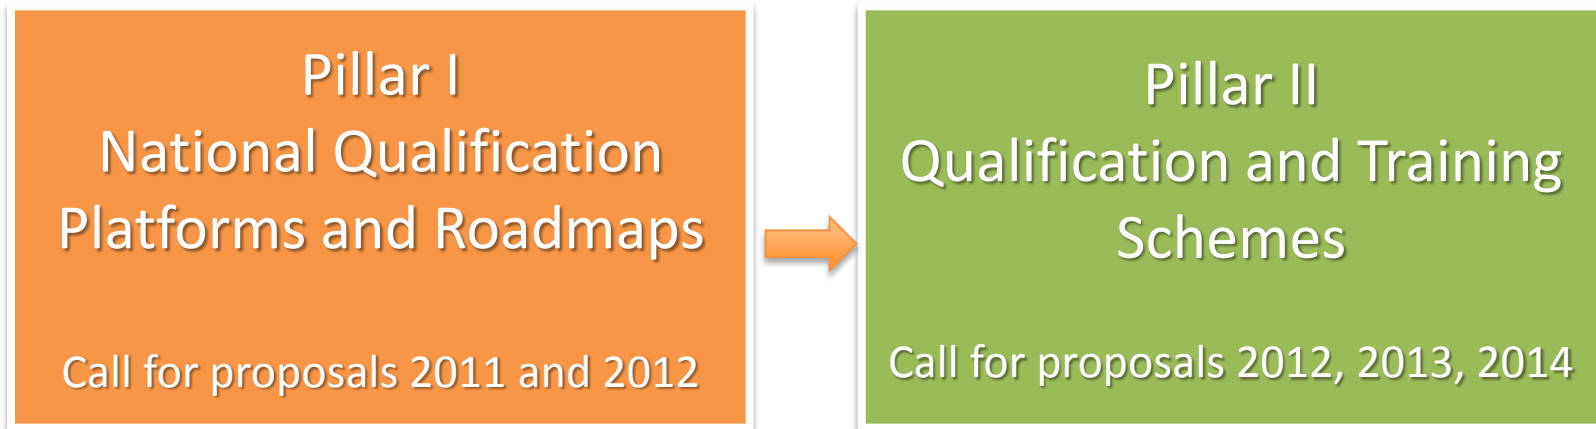 Pillar I
National Qualification
Platforms and Roadmaps
Call for proposals 2011 and 2012
Pillar II
Qualification and Training
Schemes
Call for proposals 2012, 2013, 2014